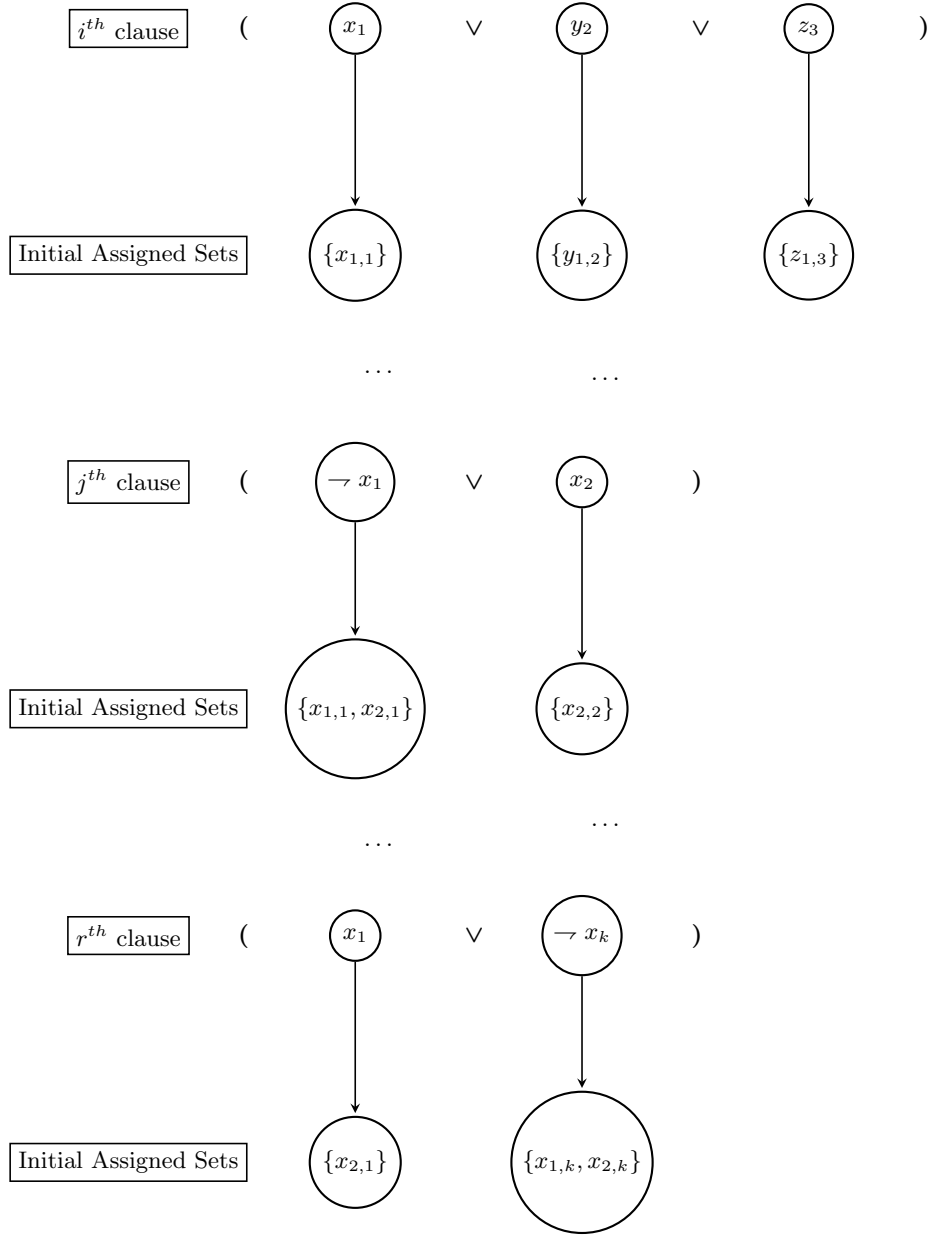 i^{th} clause ( x_1 ∨ y_2 ∨ z_3 )
Initial Assigned Sets {x_{1,1}} {y_{1,2}} {z_{1,3}}
... ...
j^{th} clause ( ¬ x_1 ∨ x_2 )
Initial Assigned Sets {x_{1,1}, x_{2,1}} {x_{2,2}}
... ...
r^{th} clause ( x_1 ∨ ¬ x_k )
Initial Assigned Sets {x_{2,1}} {x_{1,k}, x_{2,k}}